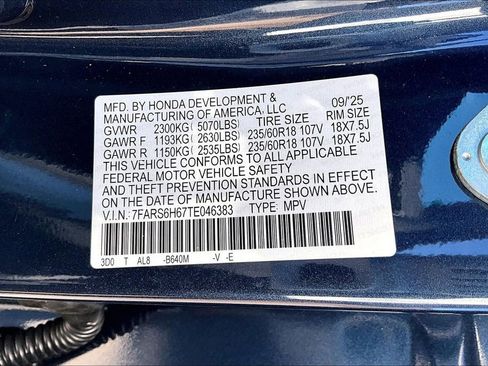 MFD. BY HONDA DEVELOPMENT &
MANUFACTURING OF AMERICA, LLC 09/'25
GVWR 2300KG(5070LBS) TIRE SIZE RIM SIZE
GAWR F 1193KG(2630LBS) 235/60R18 107V 18X7.5J
GAWR R 1150KG(2535LBS) 235/60R18 107V 18X7.5J
THIS VEHICLE CONFORMS TO ALL APPLICABLE
FEDERAL MOTOR VEHICLE SAFETY
AND THEFT PREVENTION STANDARDS IN EFFECT
ON THE DATE OF MANUFACTURE SHOWN ABOVE.
V.I.N: 7FARS6H67TE046383 TYPE: MPV
3D0 T AL8 -B640M -V -E